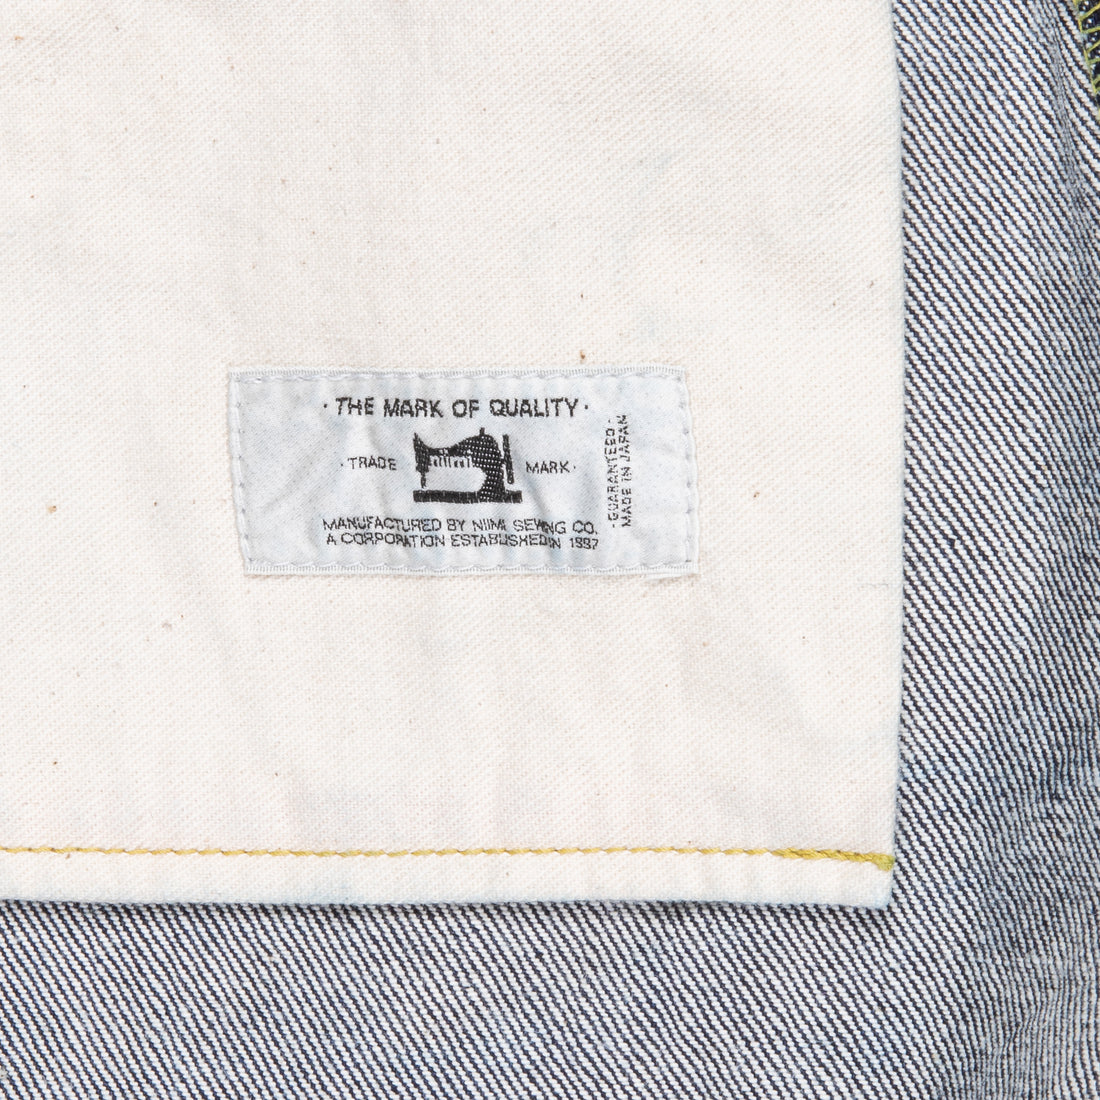 · THE MARK OF QUALITY ·
· TRADE MARK ·
MANUFACTURED BY NIIMI SEWING CO.
A CORPORATION ESTABLISHED IN 1997
· GUARANTEED ·
MADE IN JAPAN